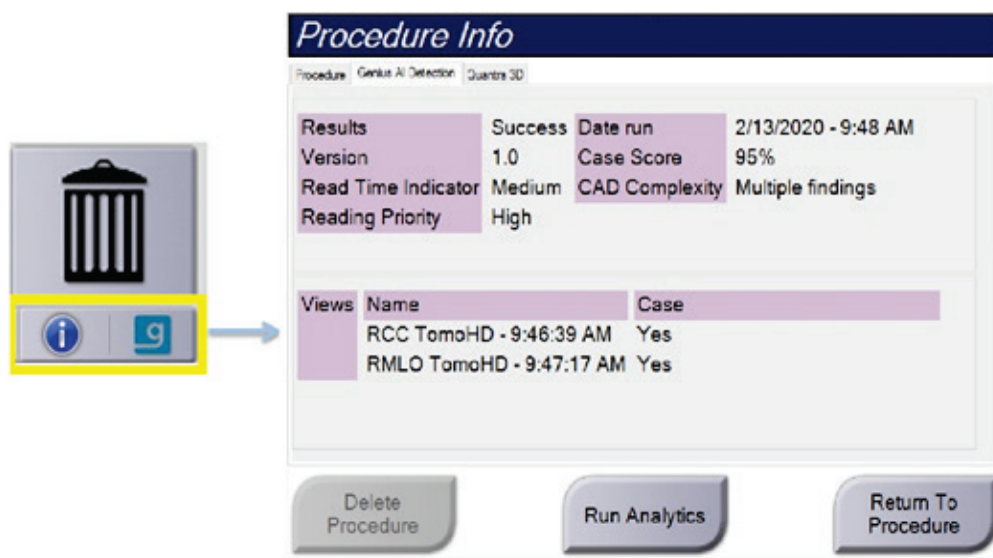 Procedure Info
Procedure Genius AI Detection Quantra 3D
Results Success Date run 2/13/2020 - 9:48 AM
Version 1.0 Case Score 95%
Read Time Indicator Medium CAD Complexity Multiple findings
Reading Priority High
i g
Views Name Case
RCC TomoHD - 9:46:39 AM Yes
RMLO TomoHD - 9:47:17 AM Yes
Delete
Procedure
Run Analytics
Return To
Procedure